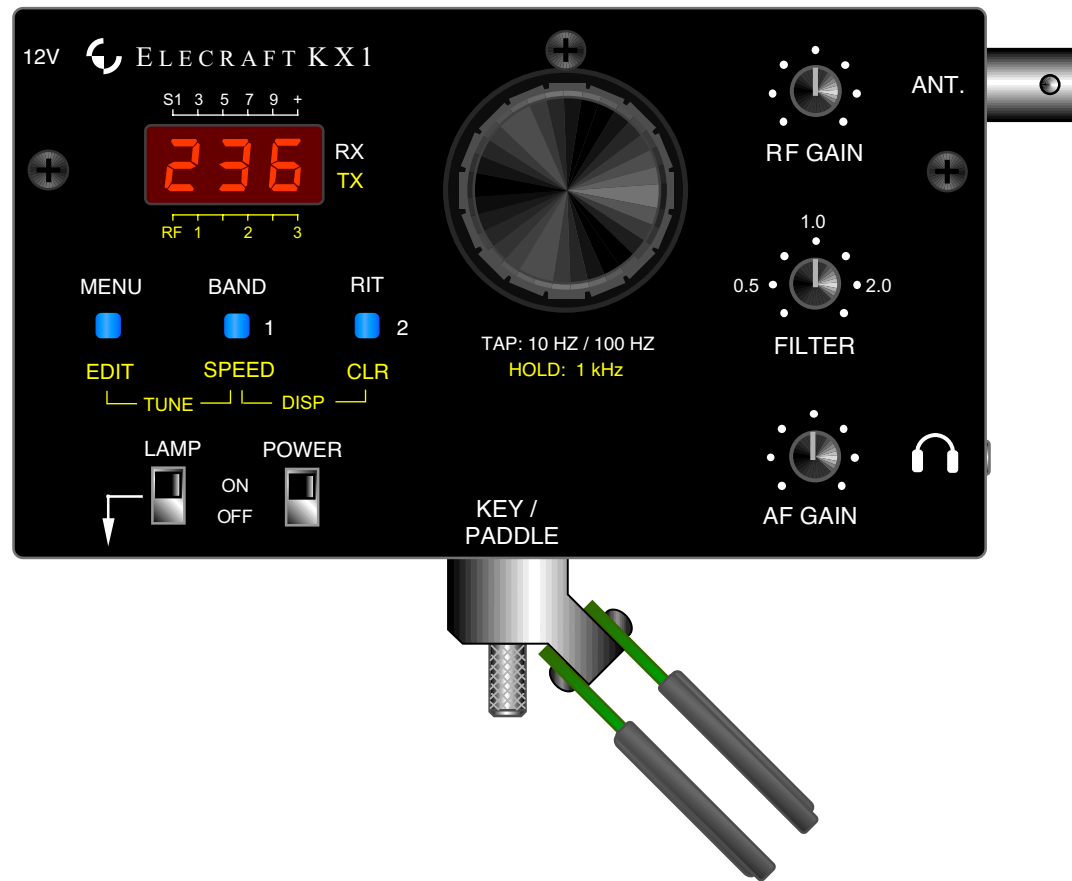 12V
ELECRAFT KX1
S1 3 5 7 9 +
236
RX
TX
RF 1 2 3
MENU BAND RIT
1 2
EDIT SPEED CLR
TUNE DISP
LAMP POWER
ON
OFF
TAP: 10 HZ / 100 HZ
HOLD: 1 kHz
KEY /
PADDLE
RF GAIN
ANT.
1.0
0.5 2.0
FILTER
AF GAIN